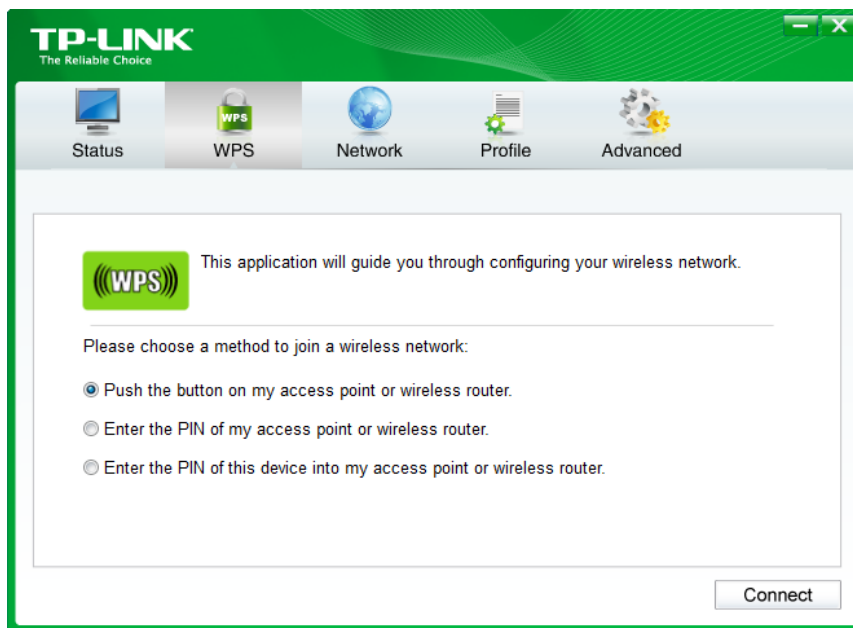 TP-LINK
The Reliable Choice
Status
WPS
WPS
Network
Profile
Advanced
(((WPS)))
This application will guide you through configuring your wireless network.
Please choose a method to join a wireless network:
Push the button on my access point or wireless router.
Enter the PIN of my access point or wireless router.
Enter the PIN of this device into my access point or wireless router.
Connect